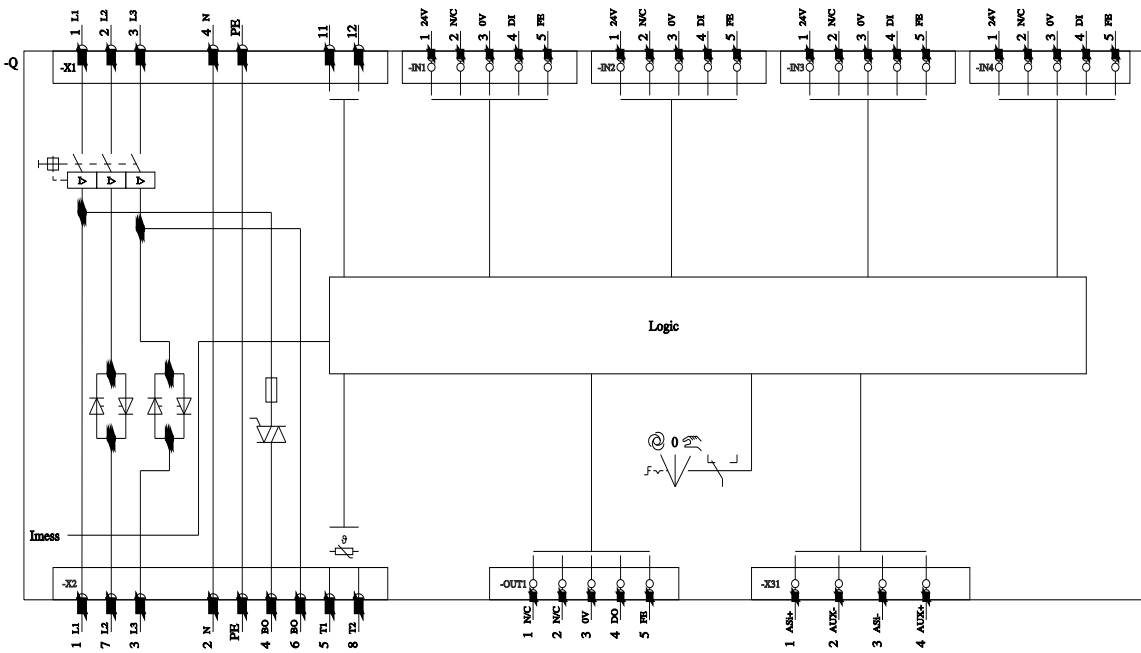 -Q
-X1
1 L1
2 L2
3 L3
4 N
PE
11
12
-IN1
1 24V
2 N/C
3 0V
4 DI
5 FE
-IN2
1 24V
2 N/C
3 0V
4 DI
5 FE
-IN3
1 24V
2 N/C
3 0V
4 DI
5 FE
-IN4
1 24V
2 N/C
3 0V
4 DI
5 FE
Logic
0
Imess
ϑ
-X2
1 L1
7 L2
3 L3
2 N
PE
4 BO
6 BO
5 T1
8 T2
-OUT1
1 N/C
2 N/C
3 0V
4 DO
5 FE
-X31
1 ASi+
2 AUX-
3 ASi-
4 AUX+